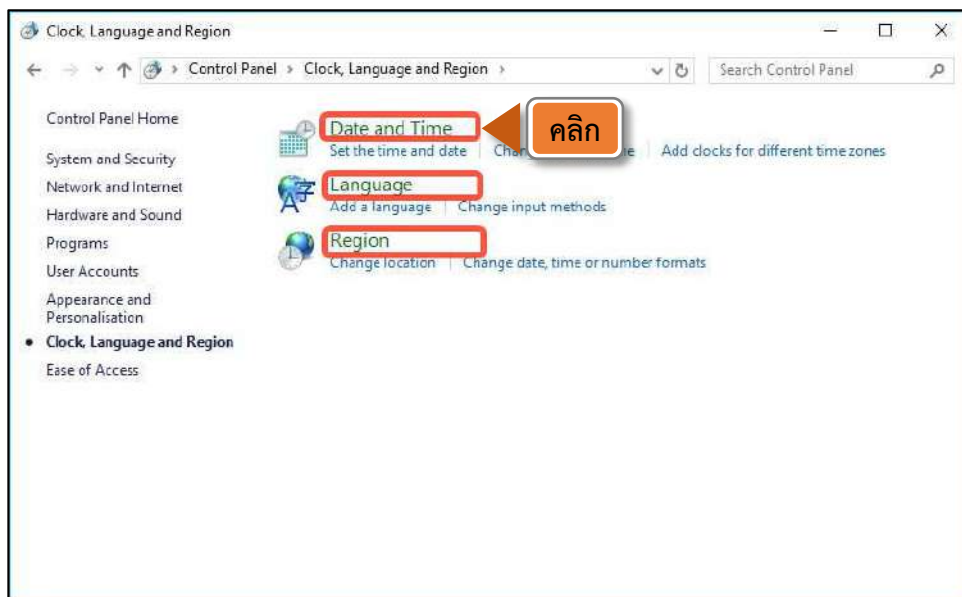 Clock, Language and Region
Control Panel > Clock, Language and Region >
Search Control Panel
Control Panel Home
System and Security
Network and Internet
Hardware and Sound
Programs
User Accounts
Appearance and
Personalisation
Clock, Language and Region
Ease of Access
Date and Time
คลิก
Set the time and date
Add clocks for different time zones
Language
Add a language
Change input methods
Region
Change location
Change date, time or number formats